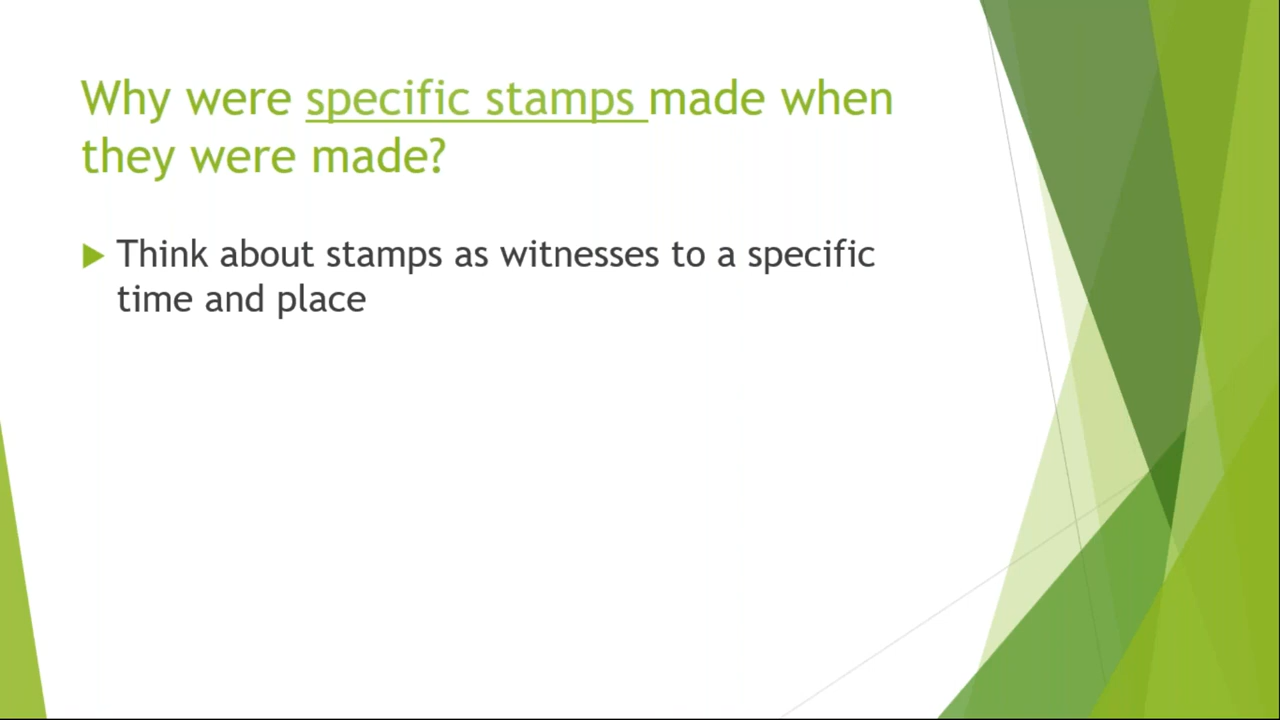 Why were specific stamps made when
they were made?
Think about stamps as witnesses to a specific
time and place